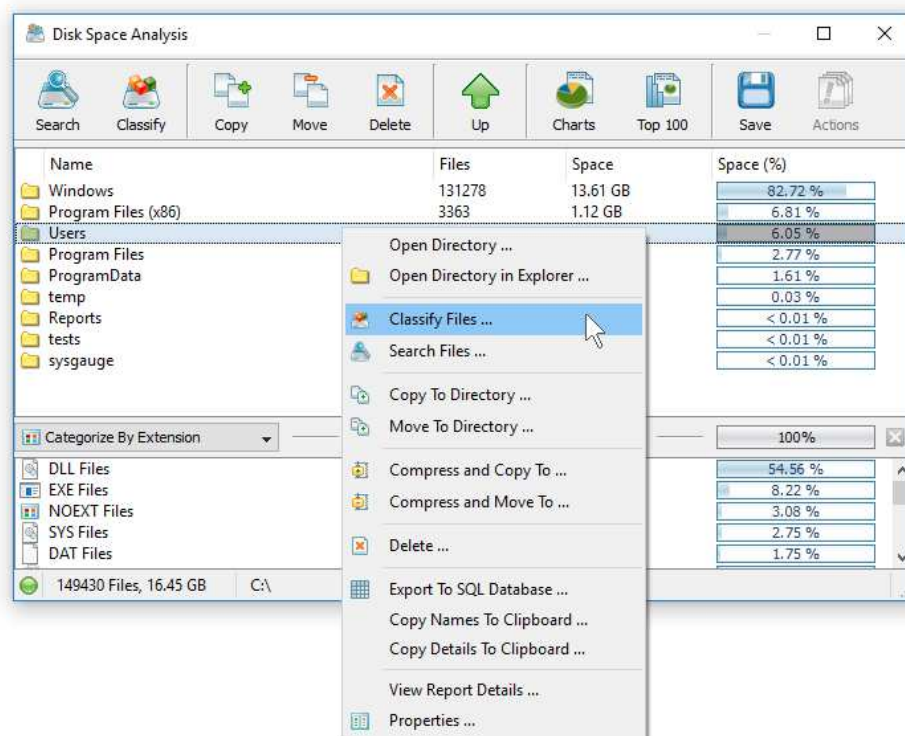 Disk Space Analysis
Search Classify Copy Move Delete Up Charts Top 100 Save Actions
Name Files Space Space (%)
Windows 131278 13.61 GB 82.72 %
Program Files (x86) 3363 1.12 GB 6.81 %
Users 6.05 %
Program Files 2.77 %
ProgramData 1.61 %
temp 0.03 %
Reports < 0.01 %
tests < 0.01 %
sysgauge < 0.01 %
Open Directory ...
Open Directory in Explorer ...
Classify Files ...
Search Files ...
Copy To Directory ...
Move To Directory ...
Compress and Copy To ...
Compress and Move To ...
Delete ...
Export To SQL Database ...
Copy Names To Clipboard ...
Copy Details To Clipboard ...
View Report Details ...
Properties ...
Categorize By Extension 100%
DLL Files 54.56 %
EXE Files 8.22 %
NOEXT Files 3.08 %
SYS Files 2.75 %
DAT Files 1.75 %
149430 Files, 16.45 GB C:\